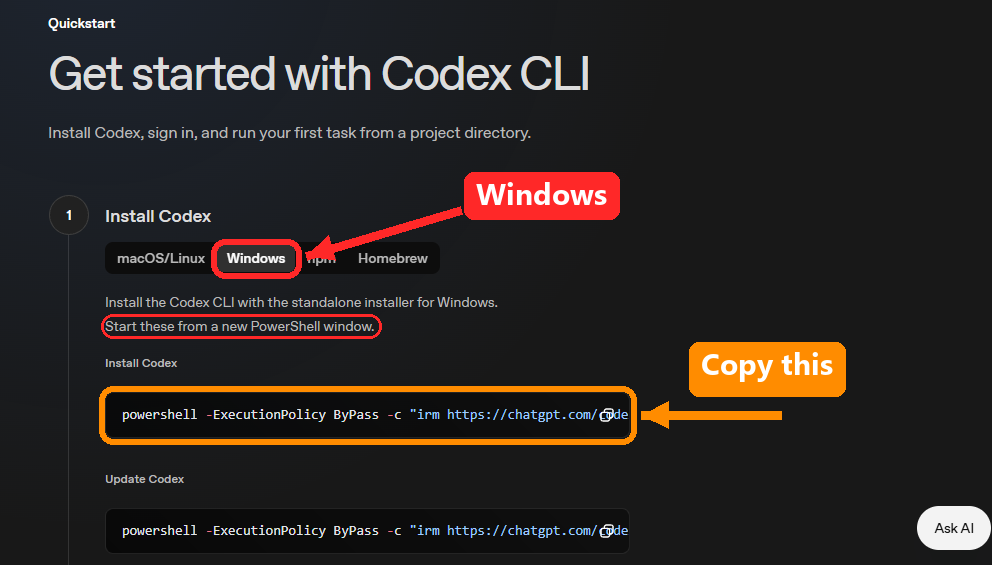 Quickstart
Get started with Codex CLI
Install Codex, sign in, and run your first task from a project directory.
Windows
1
Install Codex
macOS/Linux Windows npm Homebrew
Install the Codex CLI with the standalone installer for Windows.
Start these from a new PowerShell window.
Copy this
Install Codex
powershell -ExecutionPolicy ByPass -c "irm https://chatgpt.com/code
Update Codex
powershell -ExecutionPolicy ByPass -c "irm https://chatgpt.com/code
Ask AI